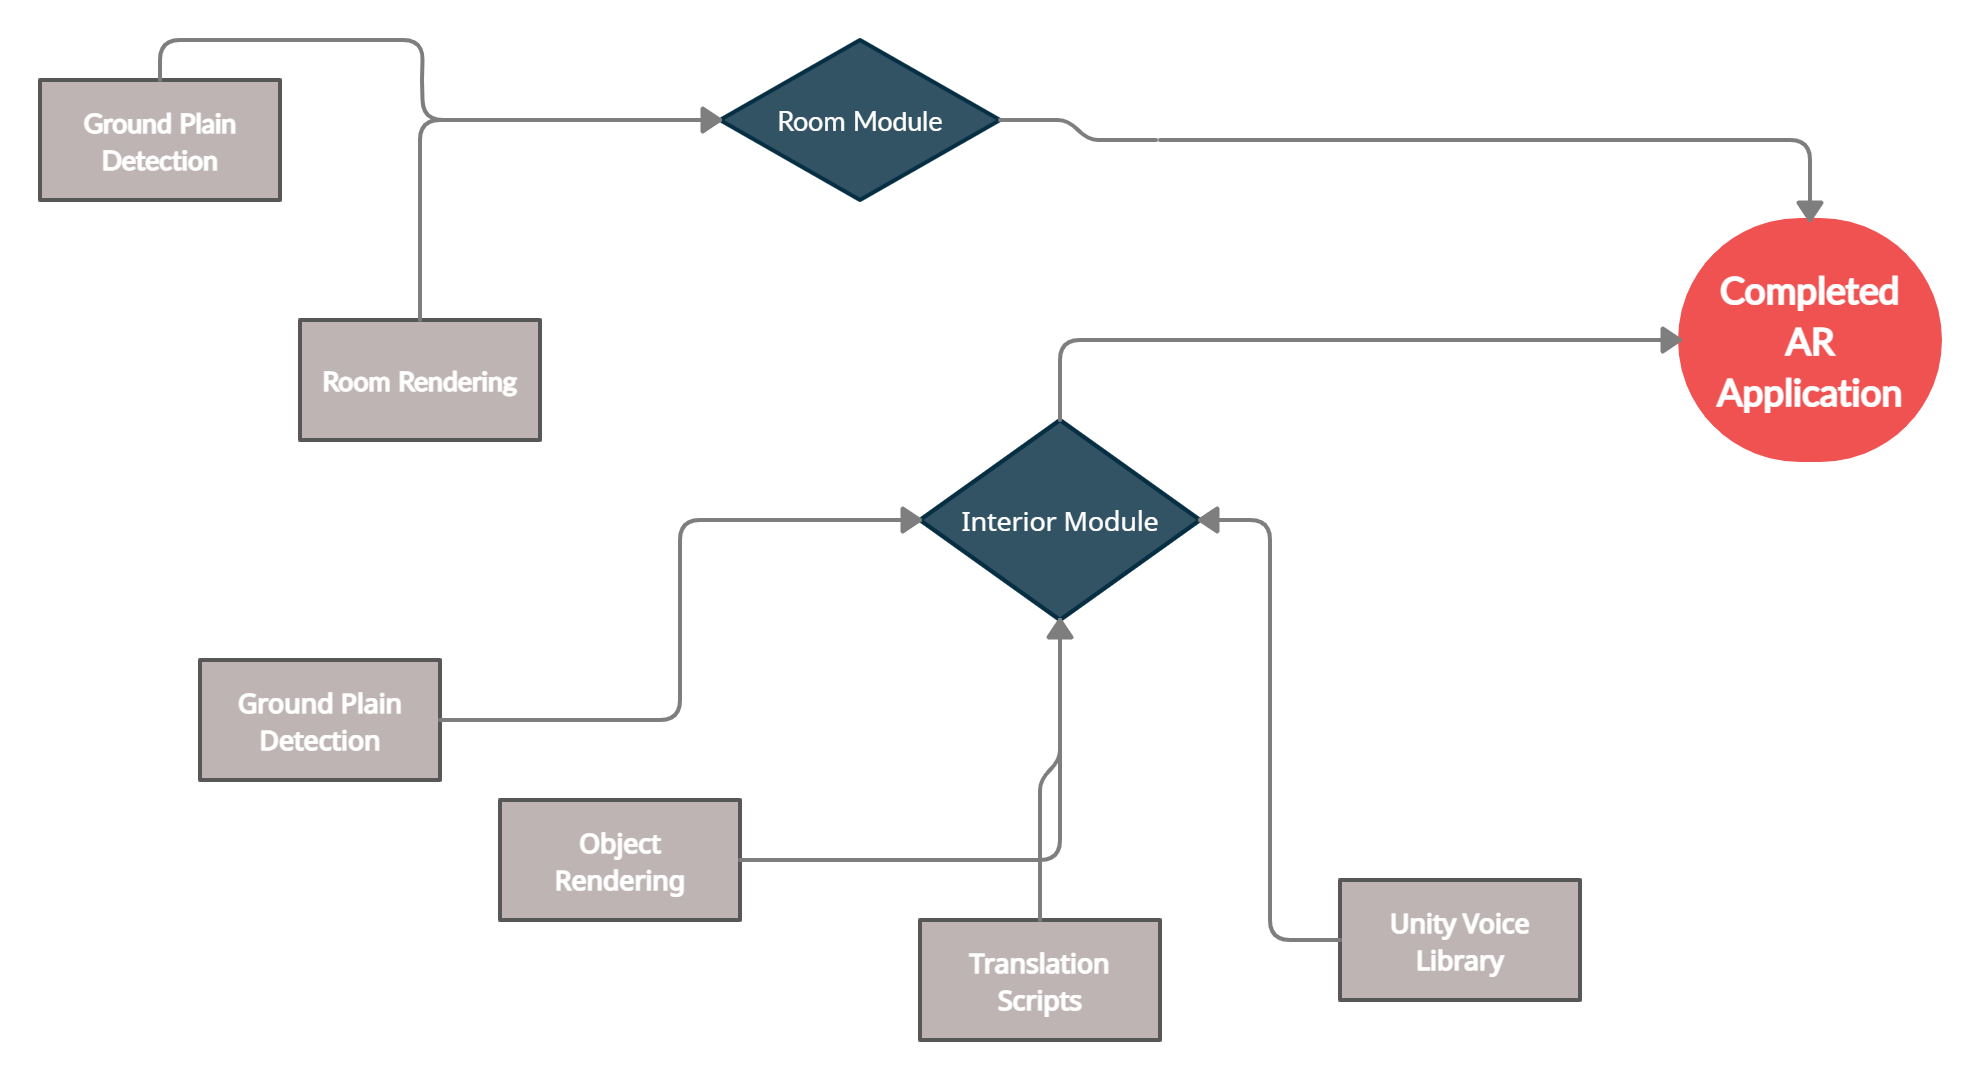 Ground Plain
Detection
Room Module
Completed
AR
Application
Room Rendering
Interior Module
Ground Plain
Detection
Object
Rendering
Translation
Scripts
Unity Voice
Library